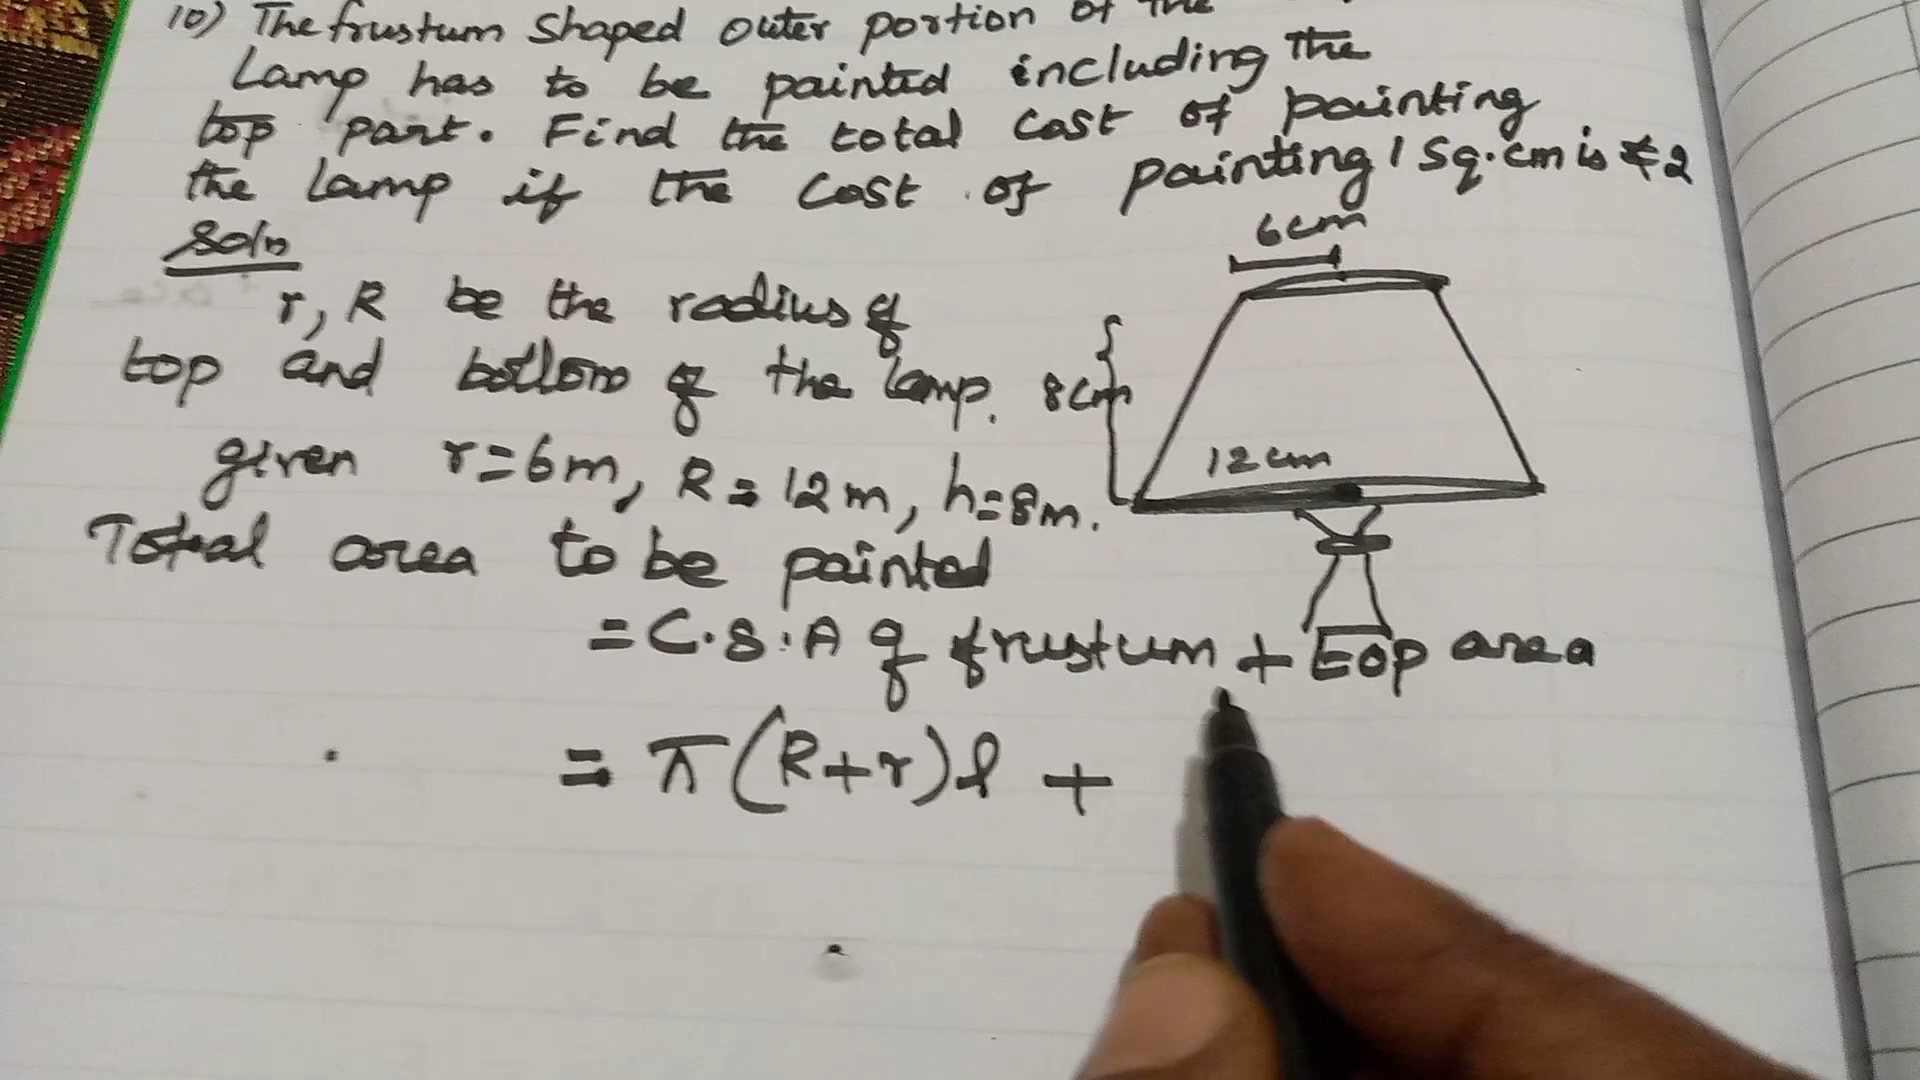 10) The frustum shaped outer portion of the
Lamp has to be painted including the
top part. Find the total cost of painting
the lamp if the cost of painting 1 Sq.cm is ₹2
Soln
6cm
r, R be the radius of
top and bottom of the lamp.
8cm
given r=6m, R=12m, h=8m.
12cm
Total area to be painted
= C.S.A of frustum + Top area
= π(R+r)l +